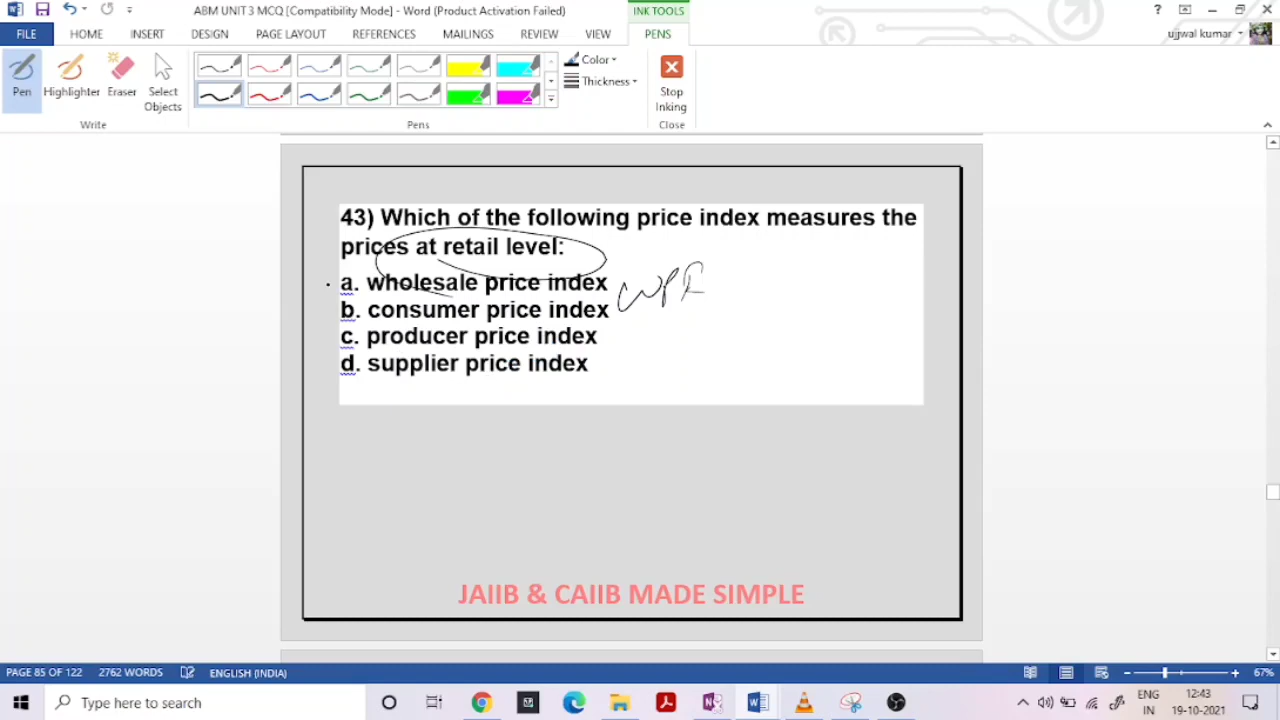 ABM UNIT 3 MCQ [Compatibility Mode] - Word (Product Activation Failed)
INK TOOLS
?
FILE HOME INSERT DESIGN PAGE LAYOUT REFERENCES MAILINGS REVIEW VIEW PENS
ujjwal kumar
Pen Highlighter Eraser Select Objects
Color
Thickness
Stop Inking
Write Pens Close
43) Which of the following price index measures the
prices at retail level:
a. wholesale price index
WPI
b. consumer price index
c. producer price index
d. supplier price index
JAIIB & CAIIB MADE SIMPLE
PAGE 85 OF 122 2762 WORDS ENGLISH (INDIA) 67%
Type here to search
ENG 12:43
IN 19-10-2021